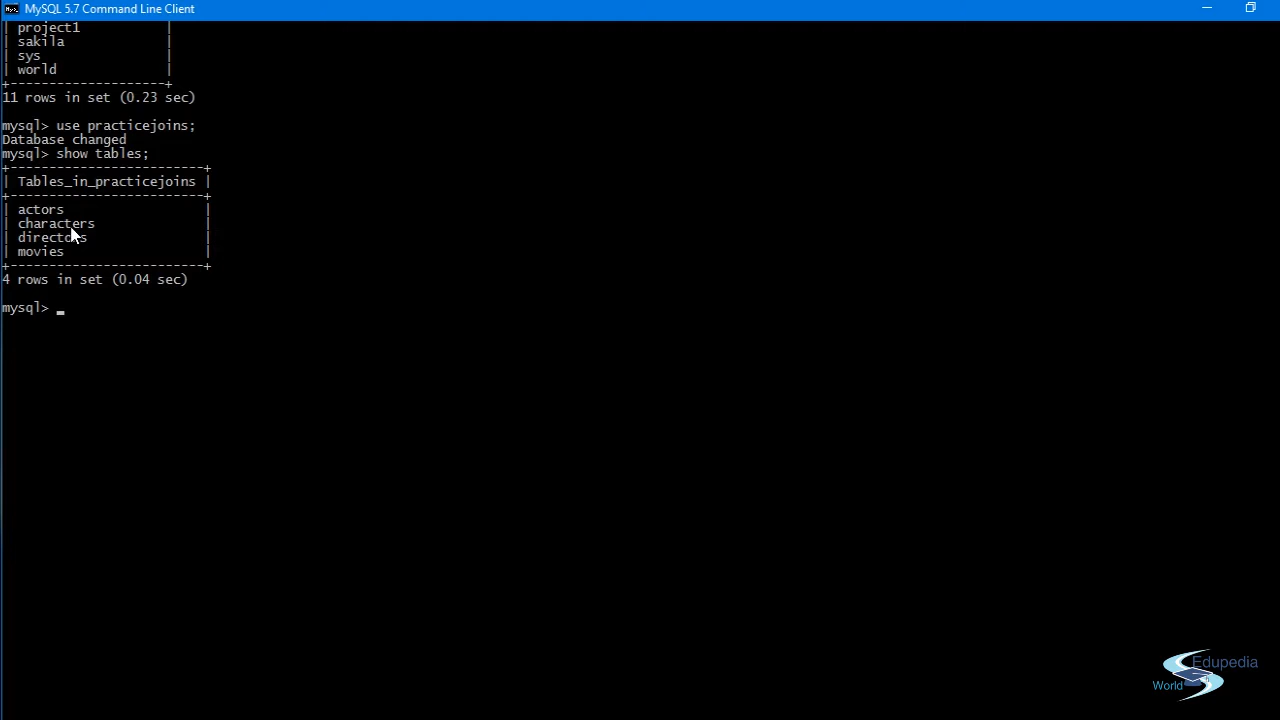 MySQL 5.7 Command Line Client
| project1           |
| sakila             |
| sys                |
| world              |
+--------------------+
11 rows in set (0.23 sec)
mysql> use practicejoins;
Database changed
mysql> show tables;
+-------------------------+
| Tables_in_practicejoins |
+-------------------------+
| actors                  |
| characters              |
| directors               |
| movies                  |
+-------------------------+
4 rows in set (0.04 sec)
mysql> _
Edupedia
World